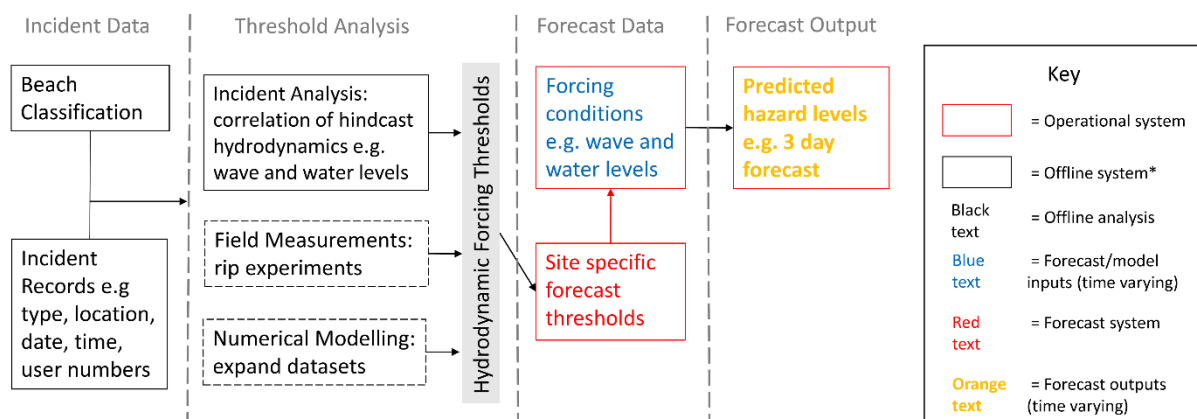 Incident Data
Threshold Analysis
Forecast Data
Forecast Output
Beach
Classification
Incident
Records e.g
type, location,
date, time,
user numbers
Incident Analysis:
correlation of hindcast
hydrodynamics e.g.
wave and water levels
Field Measurements:
rip experiments
Numerical Modelling:
expand datasets
Hydrodynamic Forcing Thresholds
Forcing
conditions
e.g. wave and
water levels
Site specific
forecast
thresholds
Predicted
hazard levels
e.g. 3 day
forecast
Key
= Operational system
= Offline system*
Black
text
= Offline analysis
Blue
text
= Forecast/model
inputs (time varying)
Red
text
= Forecast system
Orange
text
= Forecast outputs
(time varying)